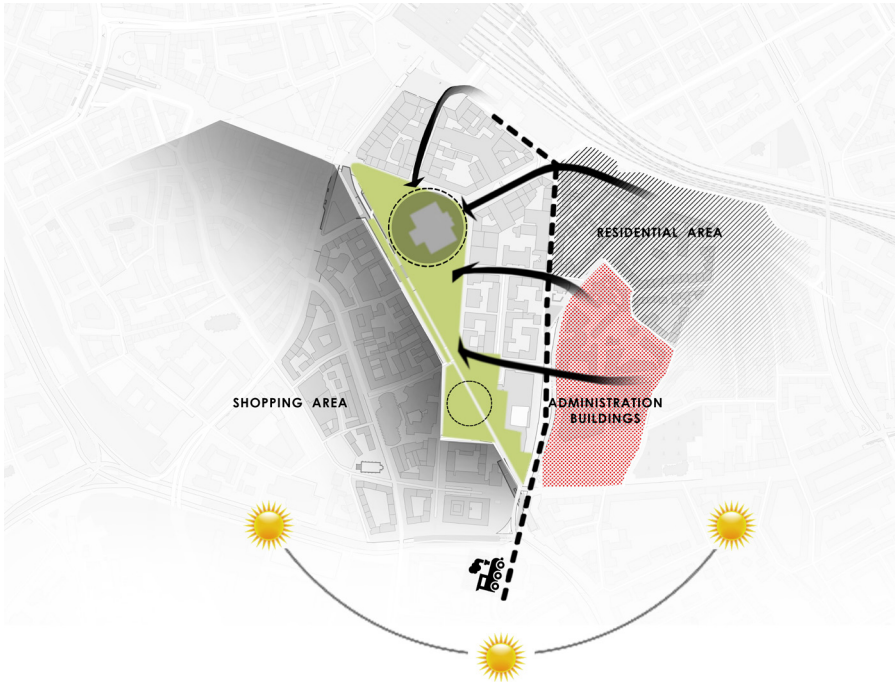 RESIDENTIAL AREA
SHOPPING AREA
ADMINISTRATION
BUILDINGS